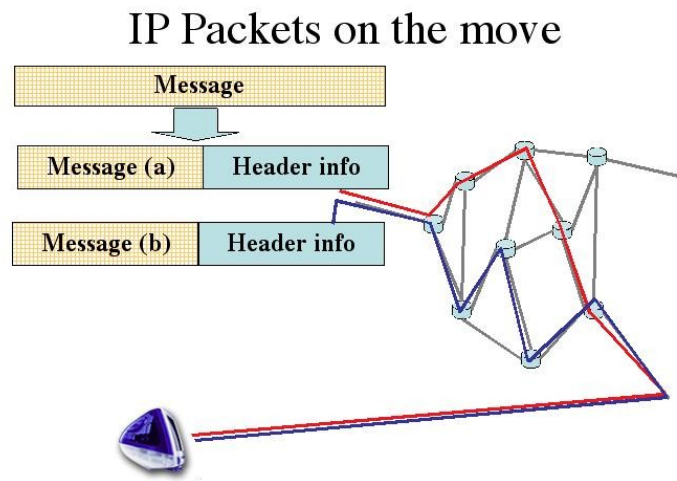 IP Packets on the move
Message
Message (a) Header info
Message (b) Header info